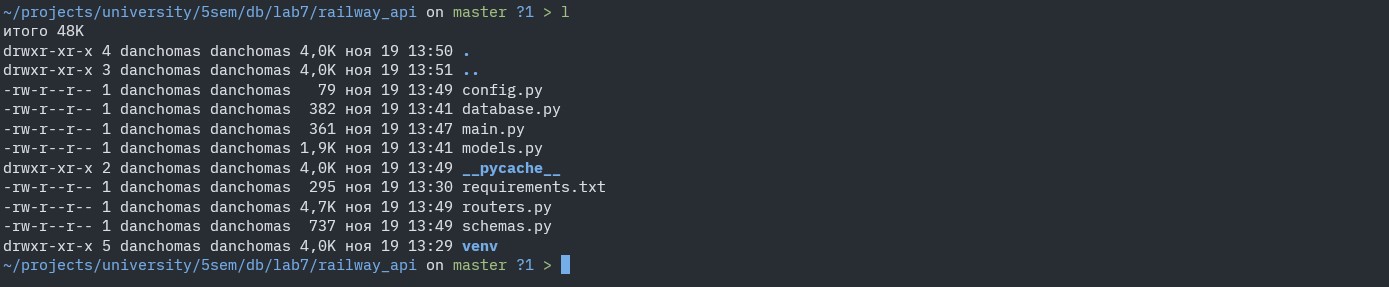 ~/projects/university/5sem/db/lab7/railway_api on master ?1 > l
итого 48K
drwxr-xr-x 4 danchomas danchomas 4,0K ноя 19 13:50 .
drwxr-xr-x 3 danchomas danchomas 4,0K ноя 19 13:51 ..
-rw-r--r-- 1 danchomas danchomas   79 ноя 19 13:49 config.py
-rw-r--r-- 1 danchomas danchomas  382 ноя 19 13:41 database.py
-rw-r--r-- 1 danchomas danchomas  361 ноя 19 13:47 main.py
-rw-r--r-- 1 danchomas danchomas 1,9K ноя 19 13:41 models.py
drwxr-xr-x 2 danchomas danchomas 4,0K ноя 19 13:49 __pycache__
-rw-r--r-- 1 danchomas danchomas  295 ноя 19 13:30 requirements.txt
-rw-r--r-- 1 danchomas danchomas 4,7K ноя 19 13:49 routers.py
-rw-r--r-- 1 danchomas danchomas  737 ноя 19 13:49 schemas.py
drwxr-xr-x 5 danchomas danchomas 4,0K ноя 19 13:29 venv
~/projects/university/5sem/db/lab7/railway_api on master ?1 >